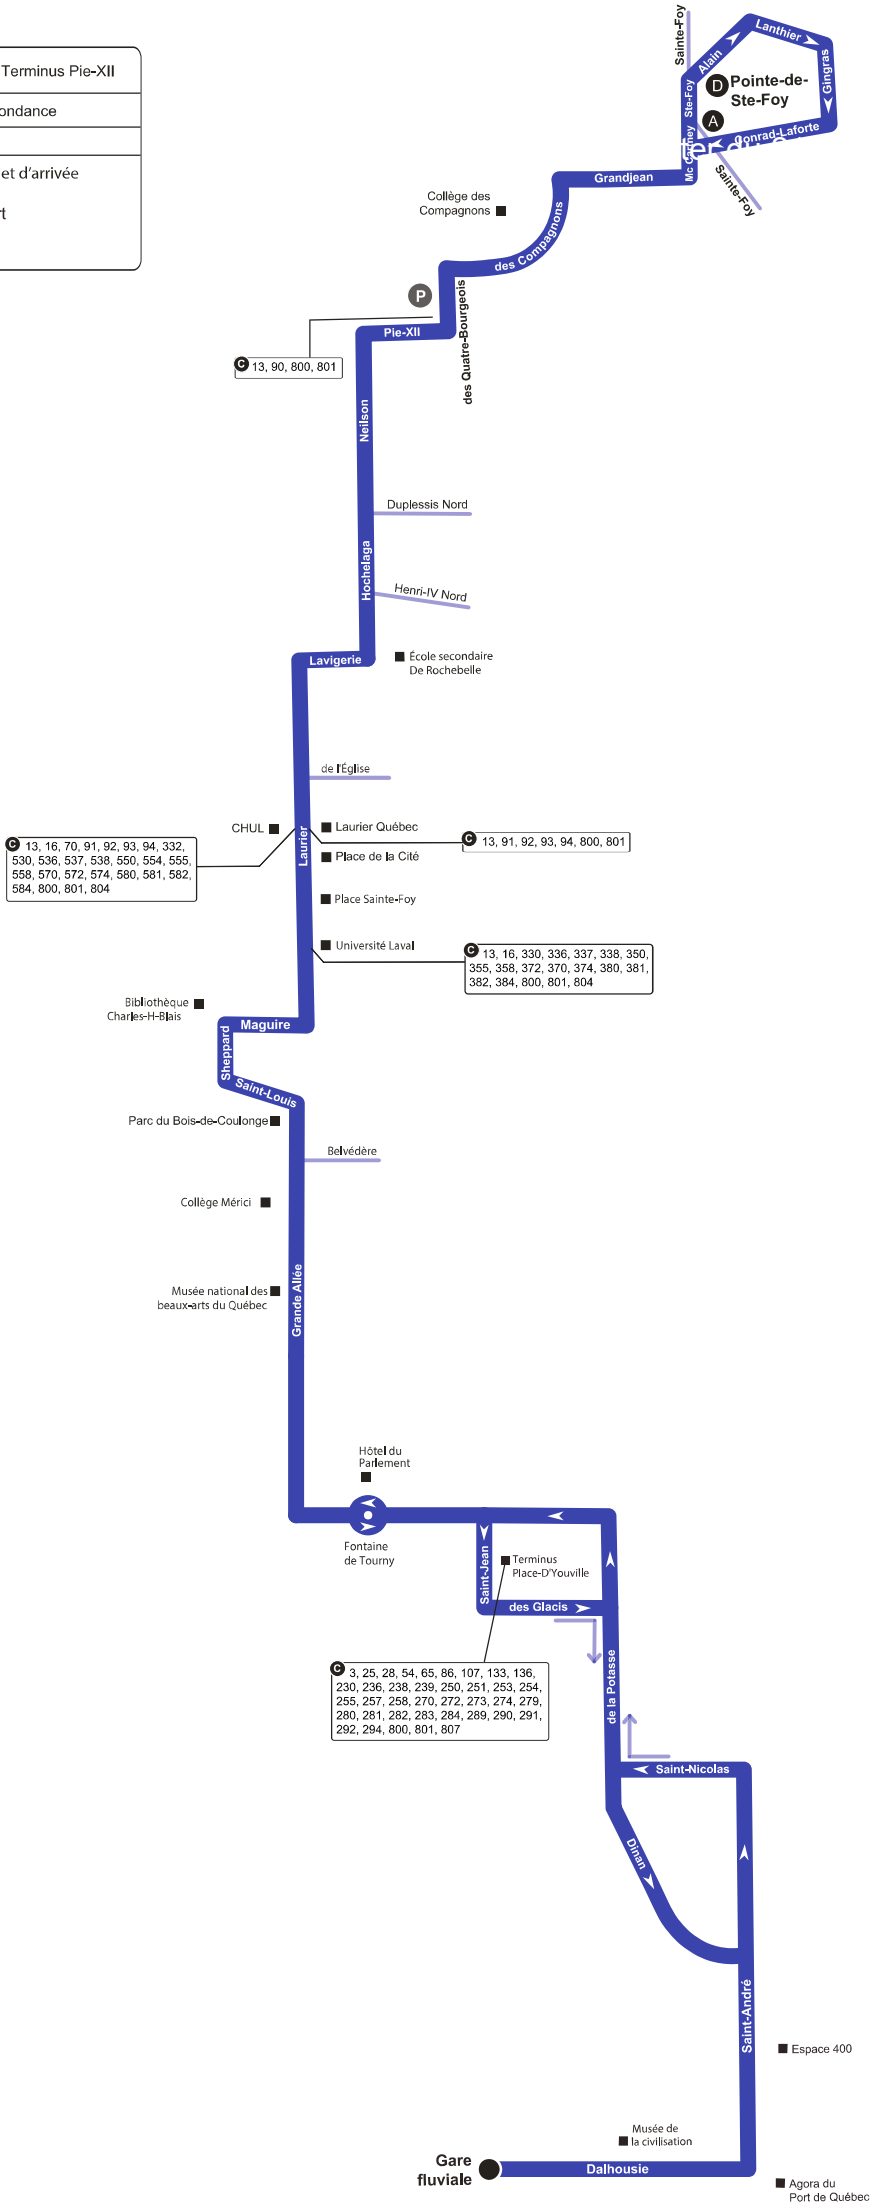 Terminus Pie-XII
ondance
et d'arrivée
rt
Sainte-Foy
Alain
Lanthier
Gingras
Ste-Foy
D Pointe-de-
Ste-Foy
A
Conrad-Laforte
Mc Cartney
Sainte-Foy
Grandjean
Collège des
Compagnons
des Compagnons
P
des Quatre-Bourgeois
Pie-XII
C 13, 90, 800, 801
Neilson
Duplessis Nord
Hochelaga
Henri-IV Nord
Lavigerie
École secondaire
De Rochebelle
de l'Église
CHUL
Laurier
Laurier Québec
Place de la Cité
C 13, 91, 92, 93, 94, 800, 801
C 13, 16, 70, 91, 92, 93, 94, 332,
530, 536, 537, 538, 550, 554, 555,
558, 570, 572, 574, 580, 581, 582,
584, 800, 801, 804
Place Sainte-Foy
Université Laval
C 13, 16, 330, 336, 337, 338, 350,
355, 358, 372, 370, 374, 380, 381,
382, 384, 800, 801, 804
Bibliothèque
Charles-H-Blais
Maguire
Sheppard
Saint-Louis
Parc du Bois-de-Coulonge
Belvédère
Collège Mérici
Musée national des
beaux-arts du Québec
Grande Allée
Hôtel du
Parlement
Fontaine
de Tourny
Saint-Jean
Terminus
Place-D'Youville
des Glacis
C 3, 25, 28, 54, 65, 86, 107, 133, 136,
230, 236, 238, 239, 250, 251, 253, 254,
255, 257, 258, 270, 272, 273, 274, 279,
280, 281, 282, 283, 284, 289, 290, 291,
292, 294, 800, 801, 807
de la Potasse
Saint-Nicolas
Dinan
Saint-André
Espace 400
Musée de
la civilisation
Gare
fluviale
Dalhousie
Agora du
Port de Québec